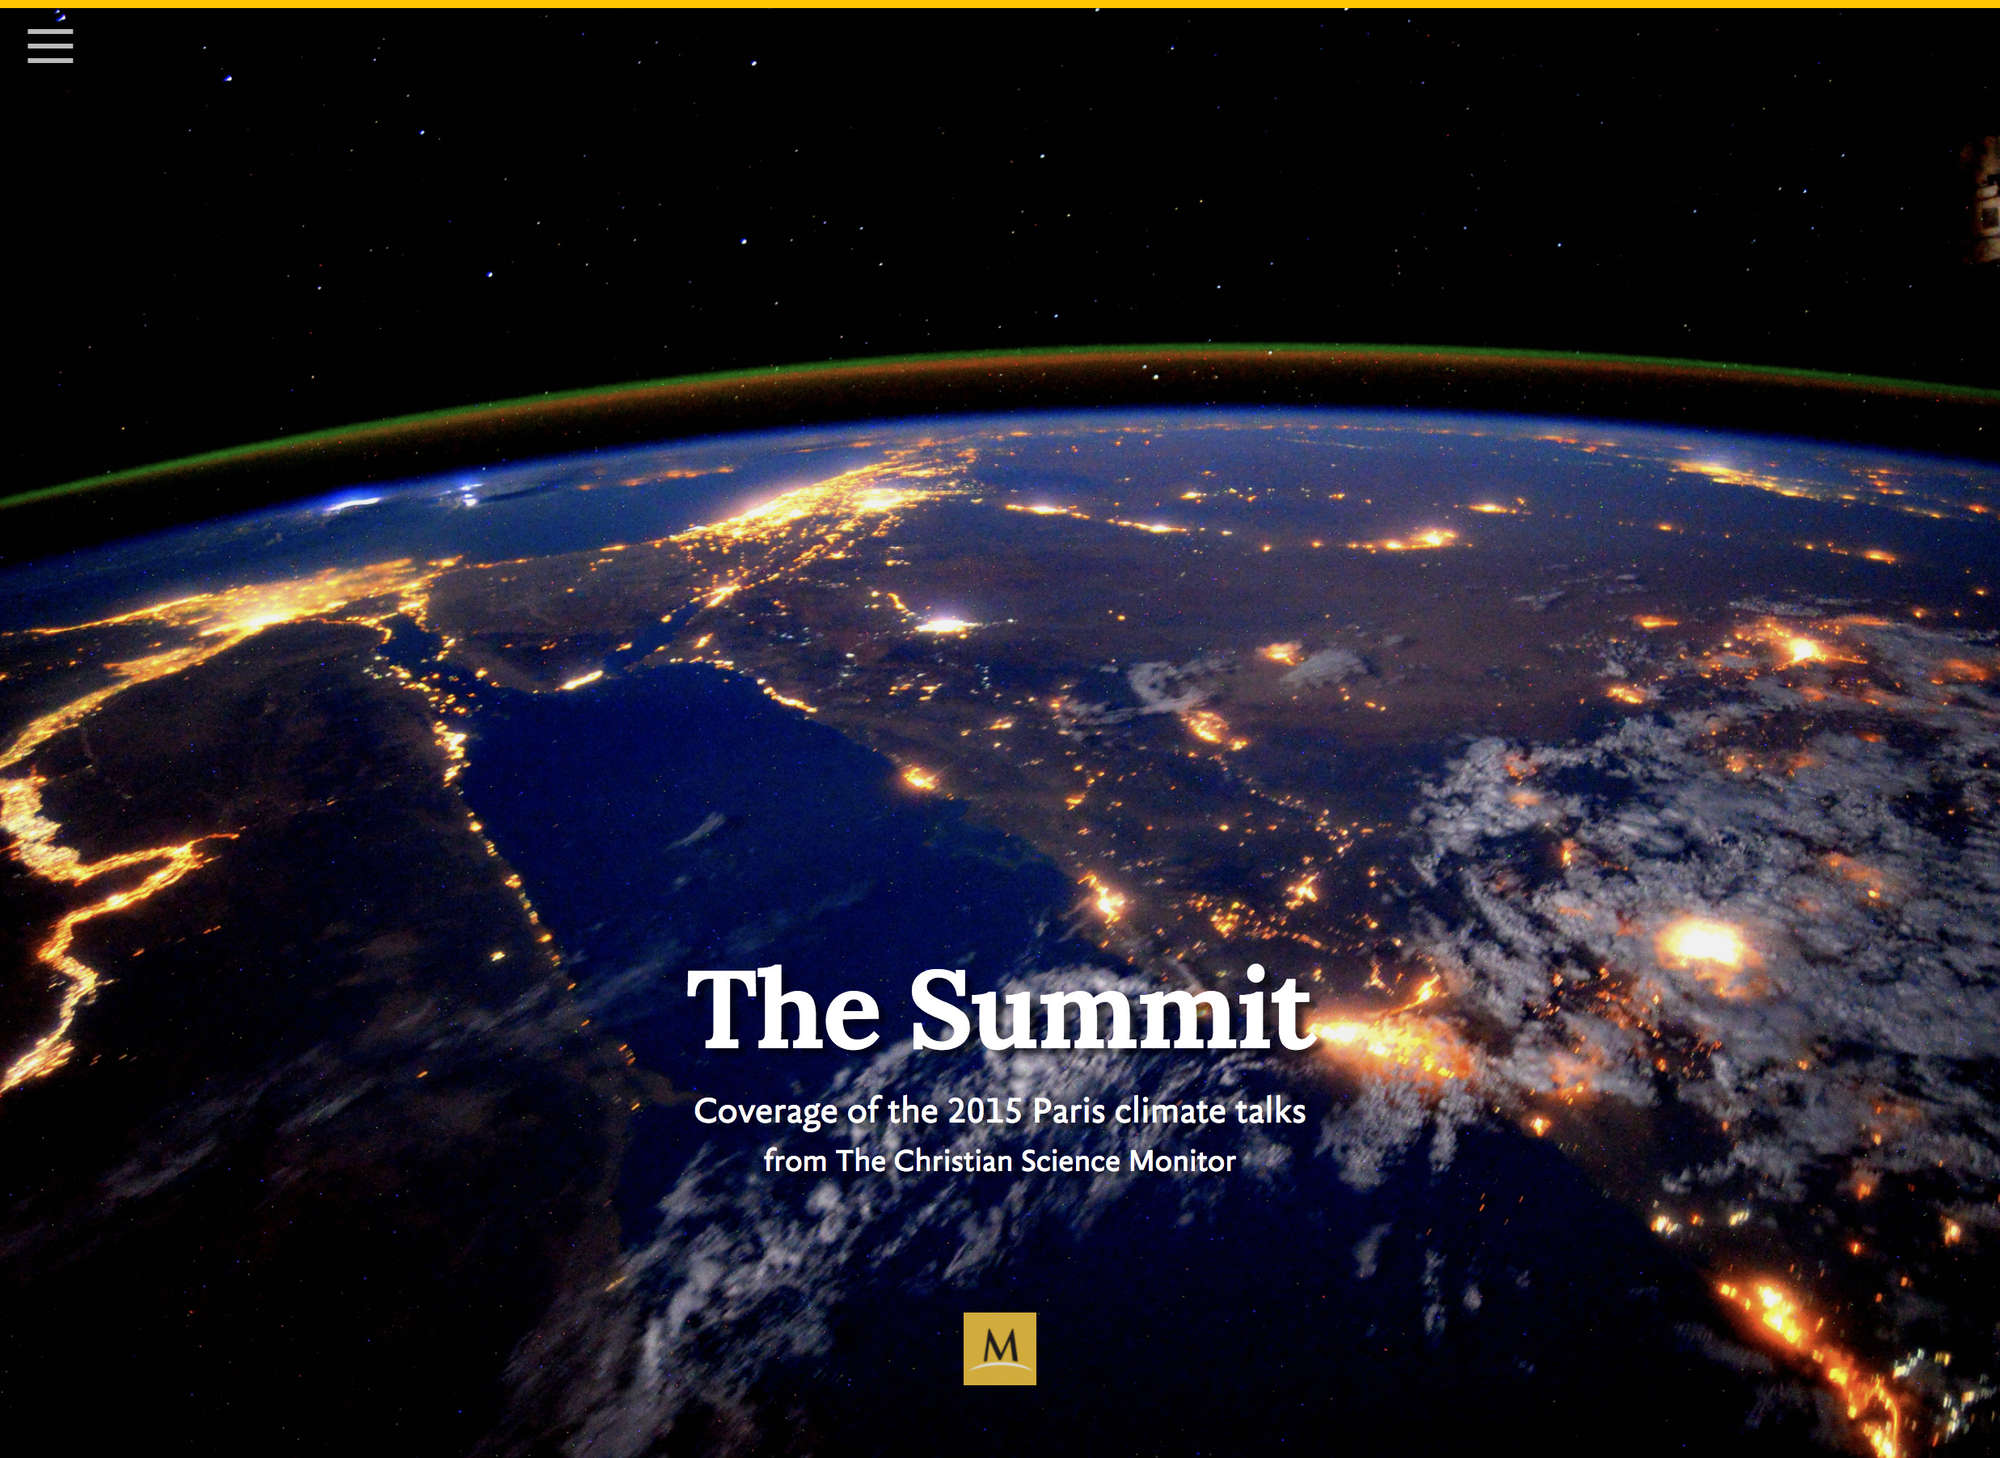 The Summit
Coverage of the 2015 Paris climate talks
from The Christian Science Monitor
M